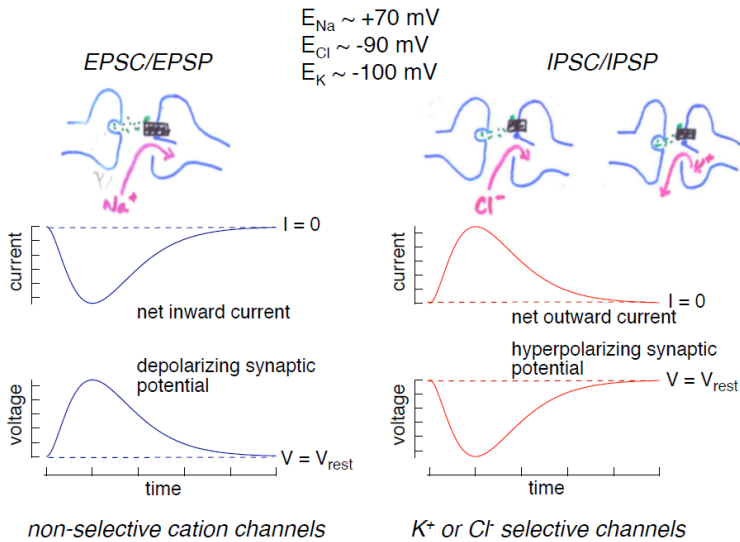 E_Na ~ +70 mV
E_Cl ~ -90 mV
E_K ~ -100 mV
EPSC/EPSP
IPSC/IPSP
Na+
Cl-
K+
current
I = 0
net inward current
current
I = 0
net outward current
depolarizing synaptic
potential
voltage
V = V_rest
time
hyperpolarizing synaptic
potential
voltage
V = V_rest
time
non-selective cation channels
K+ or Cl- selective channels